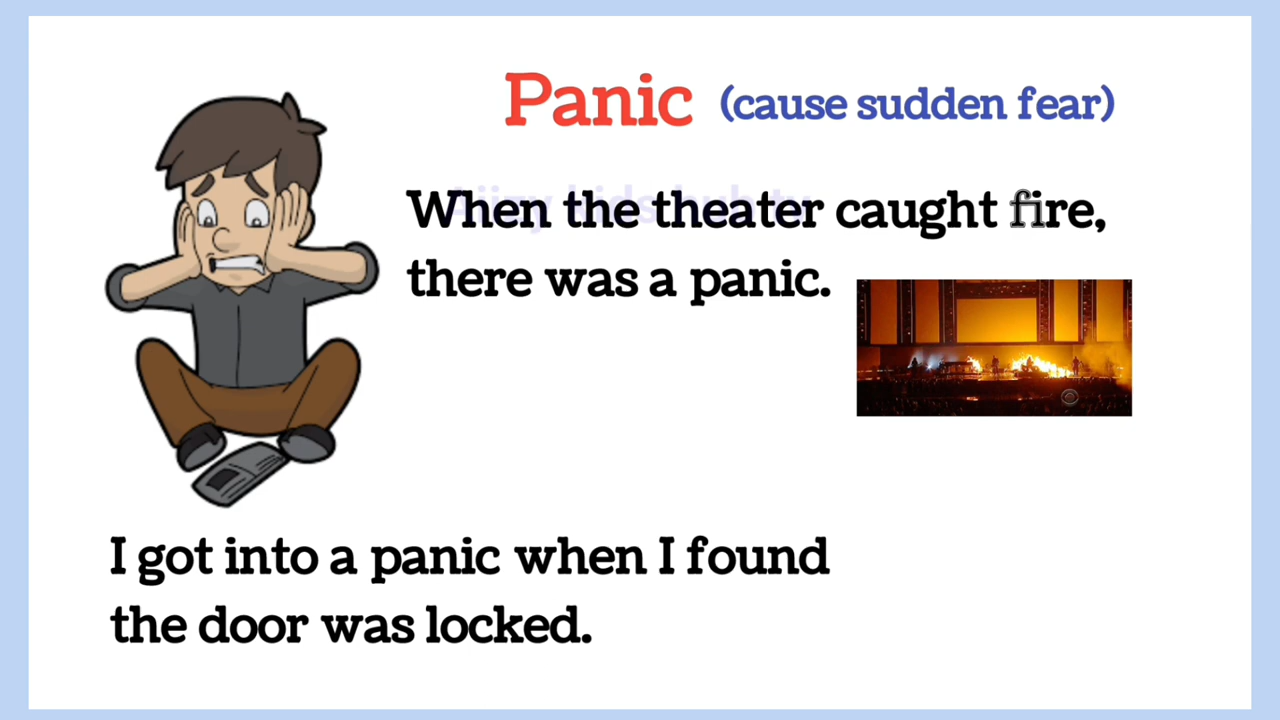 Panic (cause sudden fear)
When the theater caught fire,
there was a panic.
I got into a panic when I found
the door was locked.